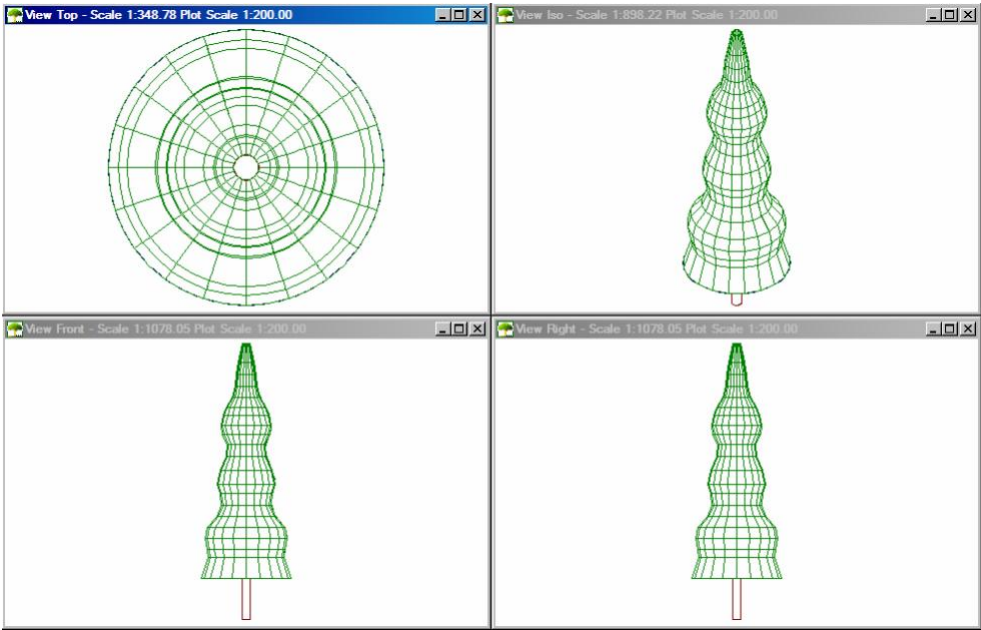 View Top - Scale 1:348.78 Plot Scale 1:200.00
View Iso - Scale 1:898.22 Plot Scale 1:200.00
View Front - Scale 1:1078.05 Plot Scale 1:200.00
View Right - Scale 1:1078.05 Plot Scale 1:200.00